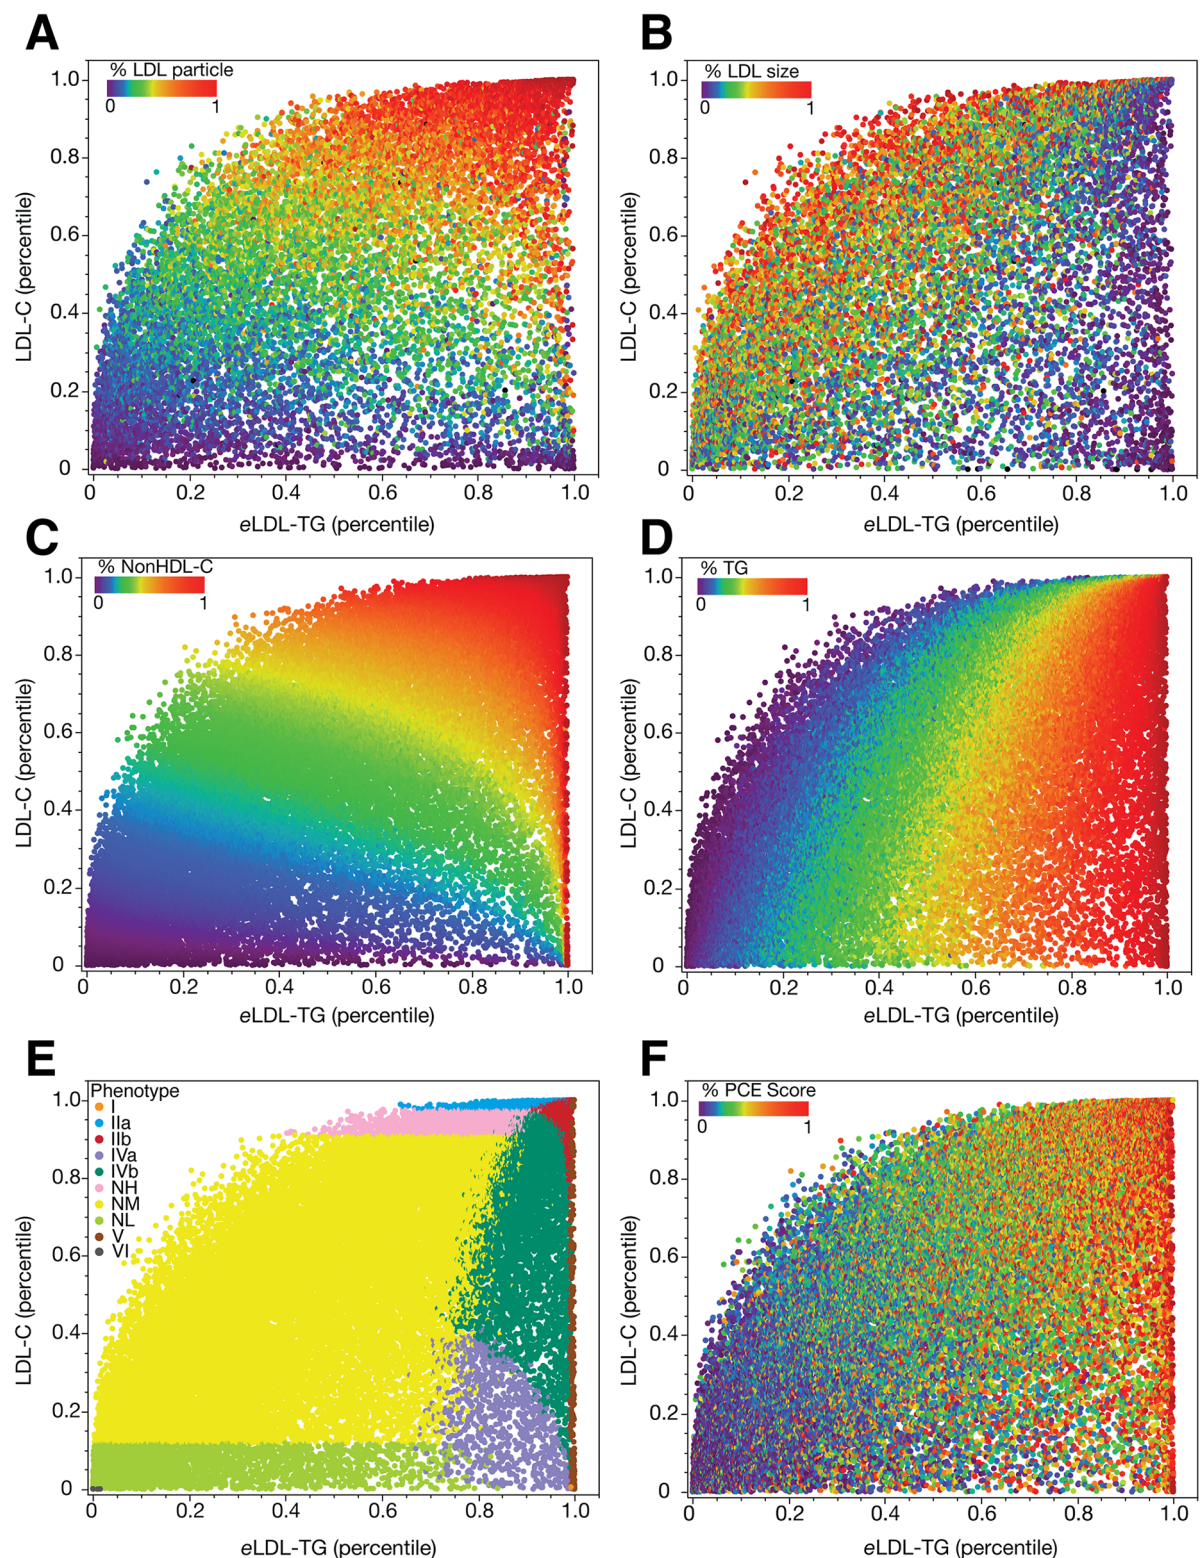 A
% LDL particle
0 1
1.0
0.8
0.6
0.4
0.2
0
LDL-C (percentile)
0 0.2 0.4 0.6 0.8 1.0
eLDL-TG (percentile)
B
% LDL size
0 1
1.0
0.8
0.6
0.4
0.2
0
LDL-C (percentile)
0 0.2 0.4 0.6 0.8 1.0
eLDL-TG (percentile)
C
% NonHDL-C
0 1
1.0
0.8
0.6
0.4
0.2
0
LDL-C (percentile)
0 0.2 0.4 0.6 0.8 1.0
eLDL-TG (percentile)
D
% TG
0 1
1.0
0.8
0.6
0.4
0.2
0
LDL-C (percentile)
0 0.2 0.4 0.6 0.8 1.0
eLDL-TG (percentile)
E
Phenotype
I
IIa
IIb
IVa
IVb
NH
NM
NL
V
VI
1.0
0.8
0.6
0.4
0.2
0
LDL-C (percentile)
0 0.2 0.4 0.6 0.8 1.0
eLDL-TG (percentile)
F
% PCE Score
0 1
1.0
0.8
0.6
0.4
0.2
0
LDL-C (percentile)
0 0.2 0.4 0.6 0.8 1.0
eLDL-TG (percentile)